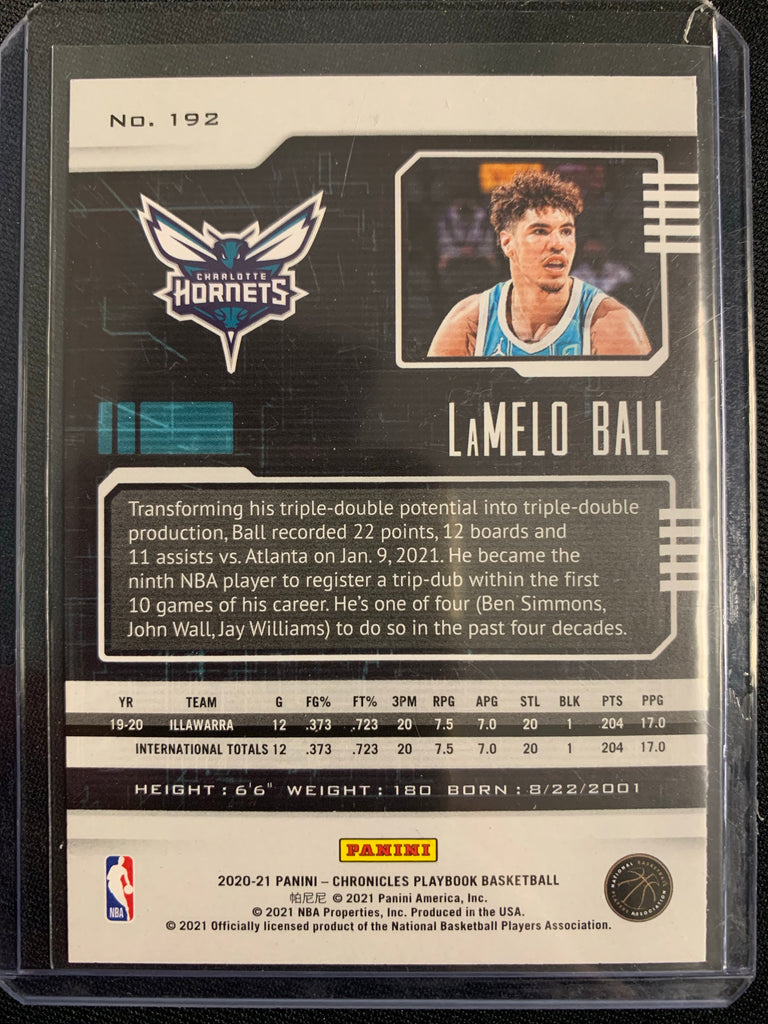 No. 192
CHARLOTTE
HORNETS
LaMELO BALL
Transforming his triple-double potential into triple-double
production, Ball recorded 22 points, 12 boards and
11 assists vs. Atlanta on Jan. 9, 2021. He became the
ninth NBA player to register a trip-dub within the first
10 games of his career. He's one of four (Ben Simmons,
John Wall, Jay Williams) to do so in the past four decades.
YR TEAM G FG% FT% 3PM RPG APG STL BLK PTS PPG
19-20 ILLAWARRA 12 .373 .723 20 7.5 7.0 20 1 204 17.0
INTERNATIONAL TOTALS 12 .373 .723 20 7.5 7.0 20 1 204 17.0
HEIGHT : 6'6" WEIGHT : 180 BORN : 8/22/2001
PANINI
2020-21 PANINI – CHRONICLES PLAYBOOK BASKETBALL
帕尼尼 © 2021 Panini America, Inc.
© 2021 NBA Properties, Inc. Produced in the USA.
© 2021 Officially licensed product of the National Basketball Players Association.
NBA
NATIONAL BASKETBALL
PLAYERS ASSOCIATION